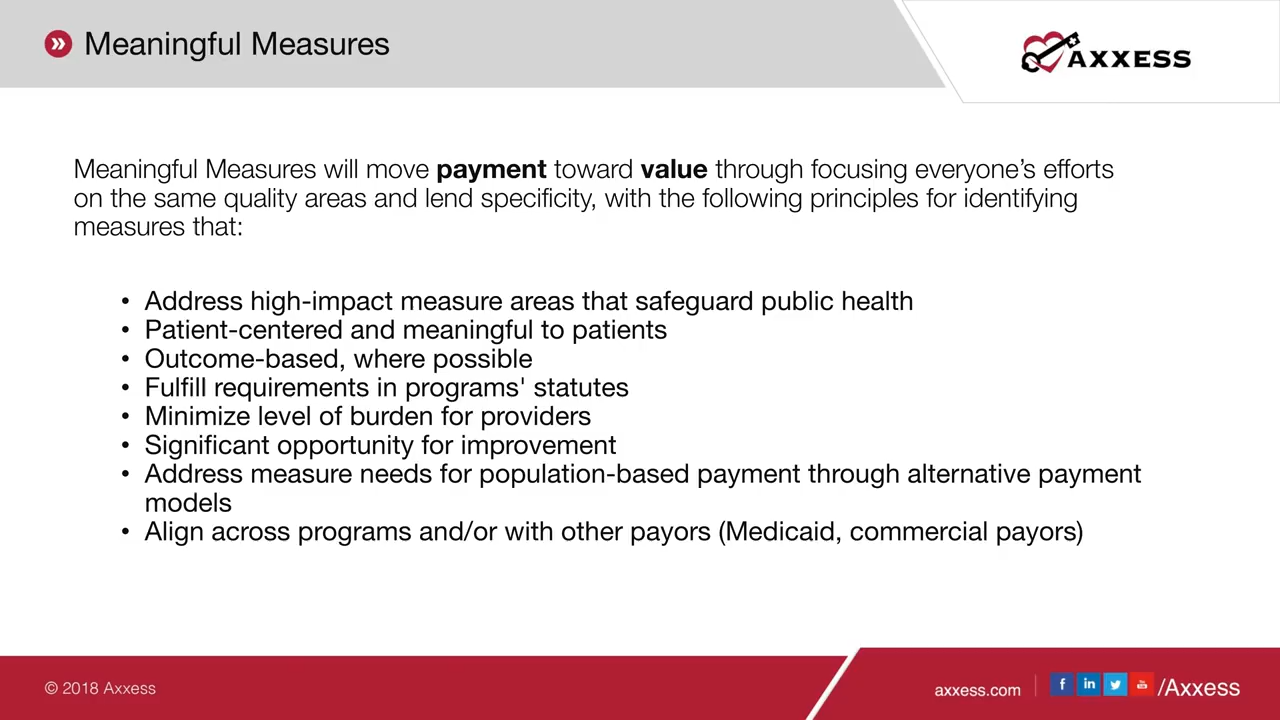 Meaningful Measures
AXXESS
Meaningful Measures will move payment toward value through focusing everyone’s efforts
on the same quality areas and lend specificity, with the following principles for identifying
measures that:
• Address high-impact measure areas that safeguard public health
• Patient-centered and meaningful to patients
• Outcome-based, where possible
• Fulfill requirements in programs' statutes
• Minimize level of burden for providers
• Significant opportunity for improvement
• Address measure needs for population-based payment through alternative payment
models
• Align across programs and/or with other payors (Medicaid, commercial payors)
© 2018 Axxess
axxess.com
/Axxess